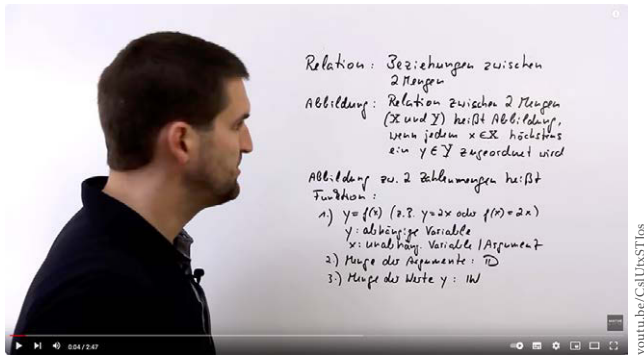 Relation: Beziehungen zwischen
2 Mengen
Abbildung: Relation zwischen 2 Mengen
(X und Y) heißt Abbildung,
wenn jedem x ∈ X höchstens
ein y ∈ Y zugeordnet wird
Abbildung zw. 2 Zahlenmengen heißt
Funktion:
1.) y = f(x) (z.B. y = 2x oder f(x) = 2x)
y: abhängige Variable
x: unabhäng. Variable / Argument
2.) Menge der Argumente: 𝔻
3.) Menge der Werte y: 𝕎
0:04 / 2:47
youtu.be/CslUtxSTlos